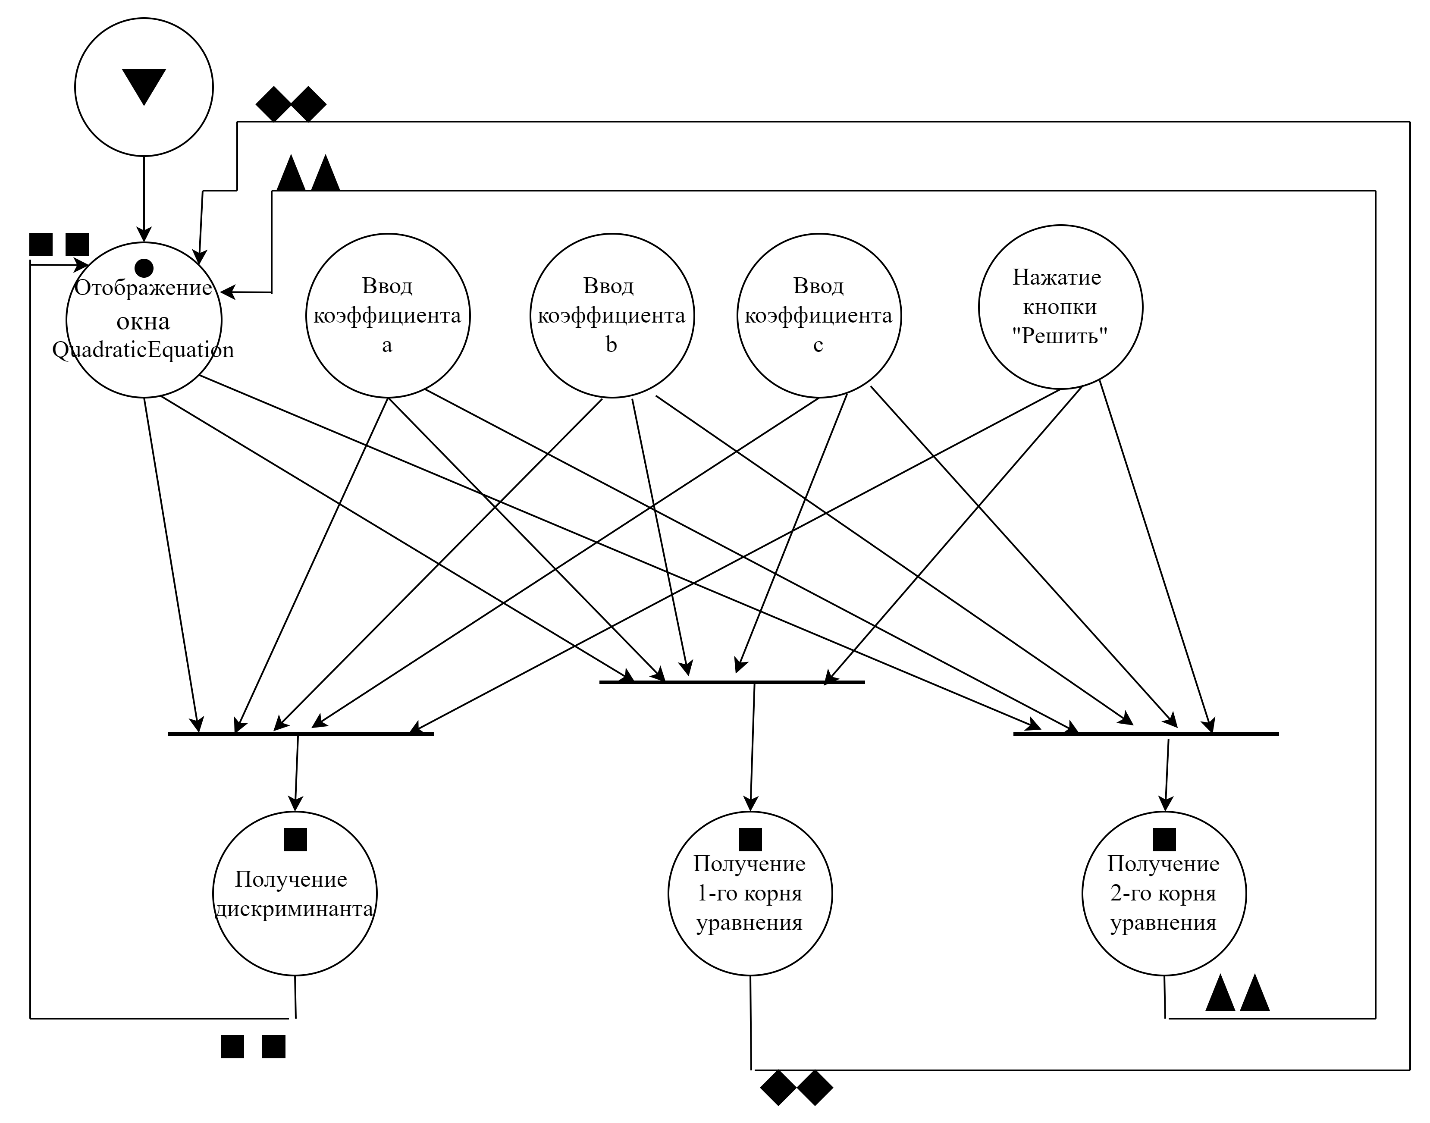 Отображение
окна
QuadraticEquation
Ввод
коэффициента
a
Ввод
коэффициента
b
Ввод
коэффициента
c
Нажатие
кнопки
"Решить"
Получение
дискриминанта
Получение
1-го корня
уравнения
Получение
2-го корня
уравнения